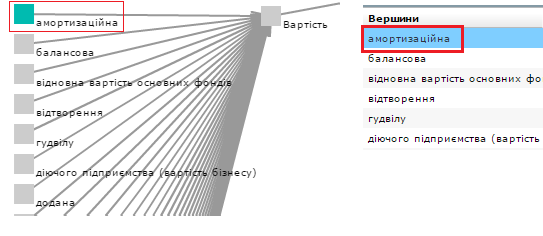 амортизаційна
балансова
відновна вартість основних фондів
відтворення
гудвілу
діючого підприємства (вартість бізнесу)
додана
Вартість
Вершини
амортизаційна
балансова
відновна вартість основних фо
відтворення
гудвілу
діючого підприємства (вартість